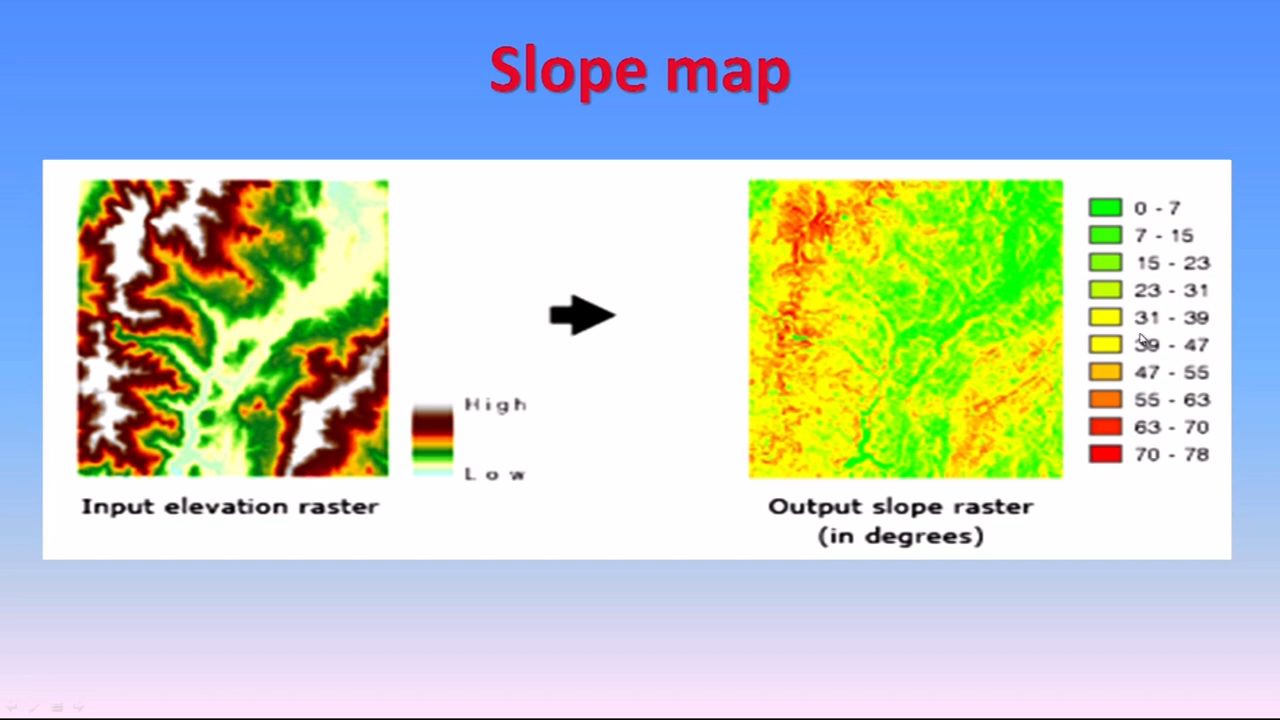 Slope map
High
Low
Input elevation raster
Output slope raster
(in degrees)
0 - 7
7 - 15
15 - 23
23 - 31
31 - 39
39 - 47
47 - 55
55 - 63
63 - 70
70 - 78